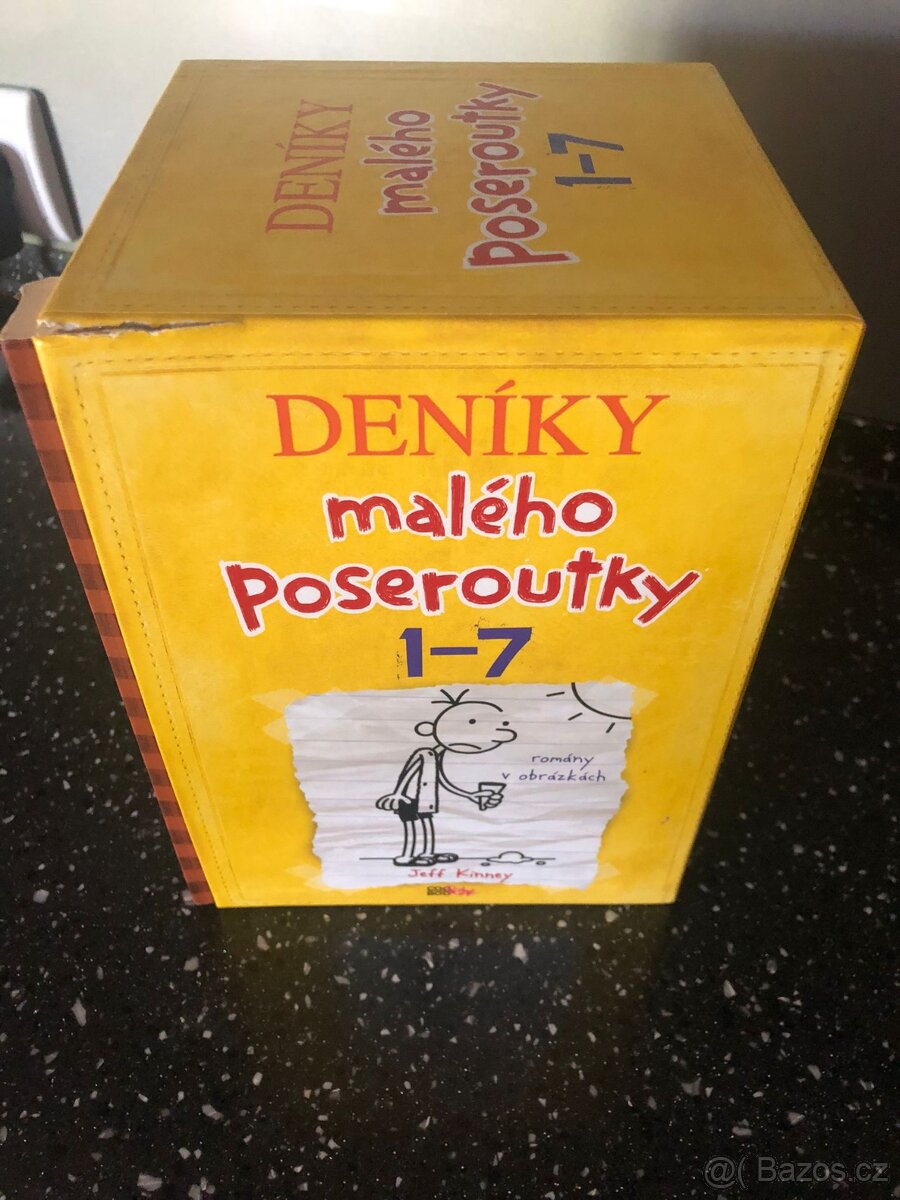 DENÍKY
malého
poseroutky
1-7
DENÍKY
malého
poseroutky
1-7
romány
v obrázkách
Jeff Kinney
@( Bazos.cz